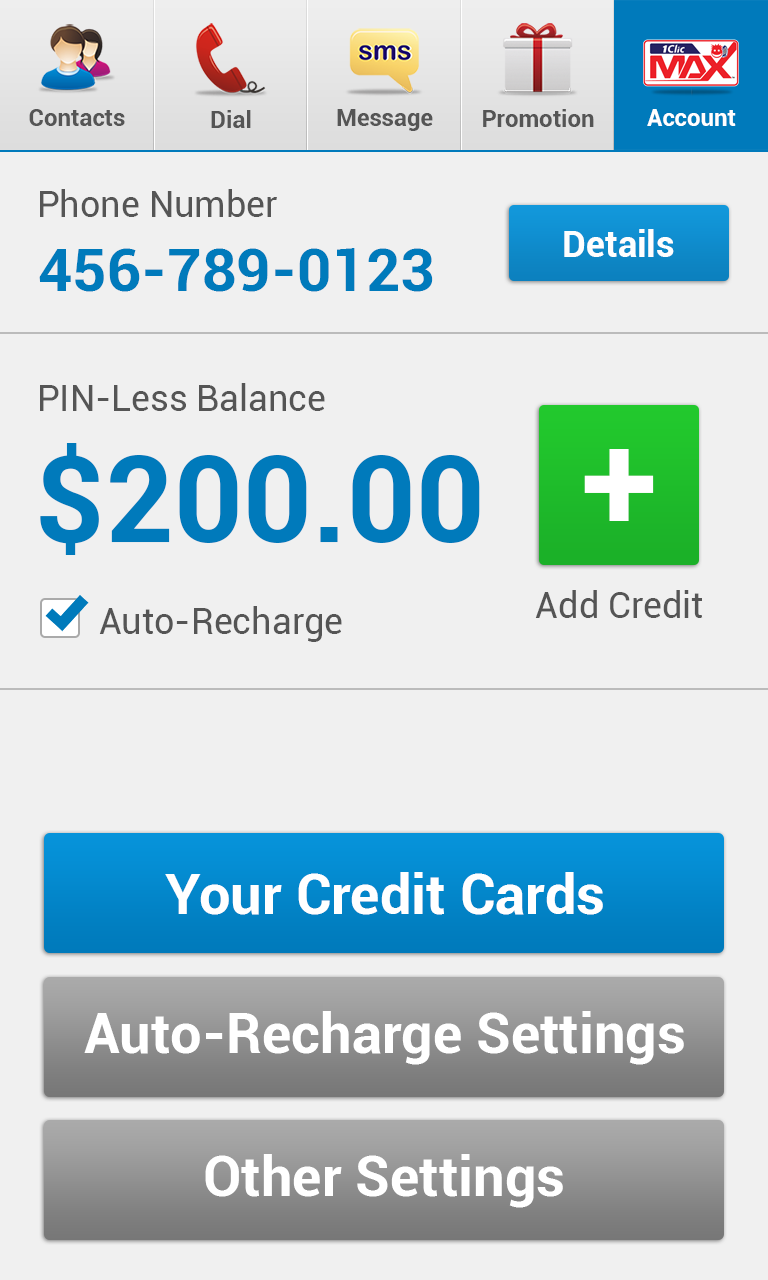 sms
1Clic
MAX
Contacts
Dial
Message
Promotion
Account
Phone Number
456-789-0123
Details
PIN-Less Balance
$200.00
Auto-Recharge
Add Credit
Your Credit Cards
Auto-Recharge Settings
Other Settings